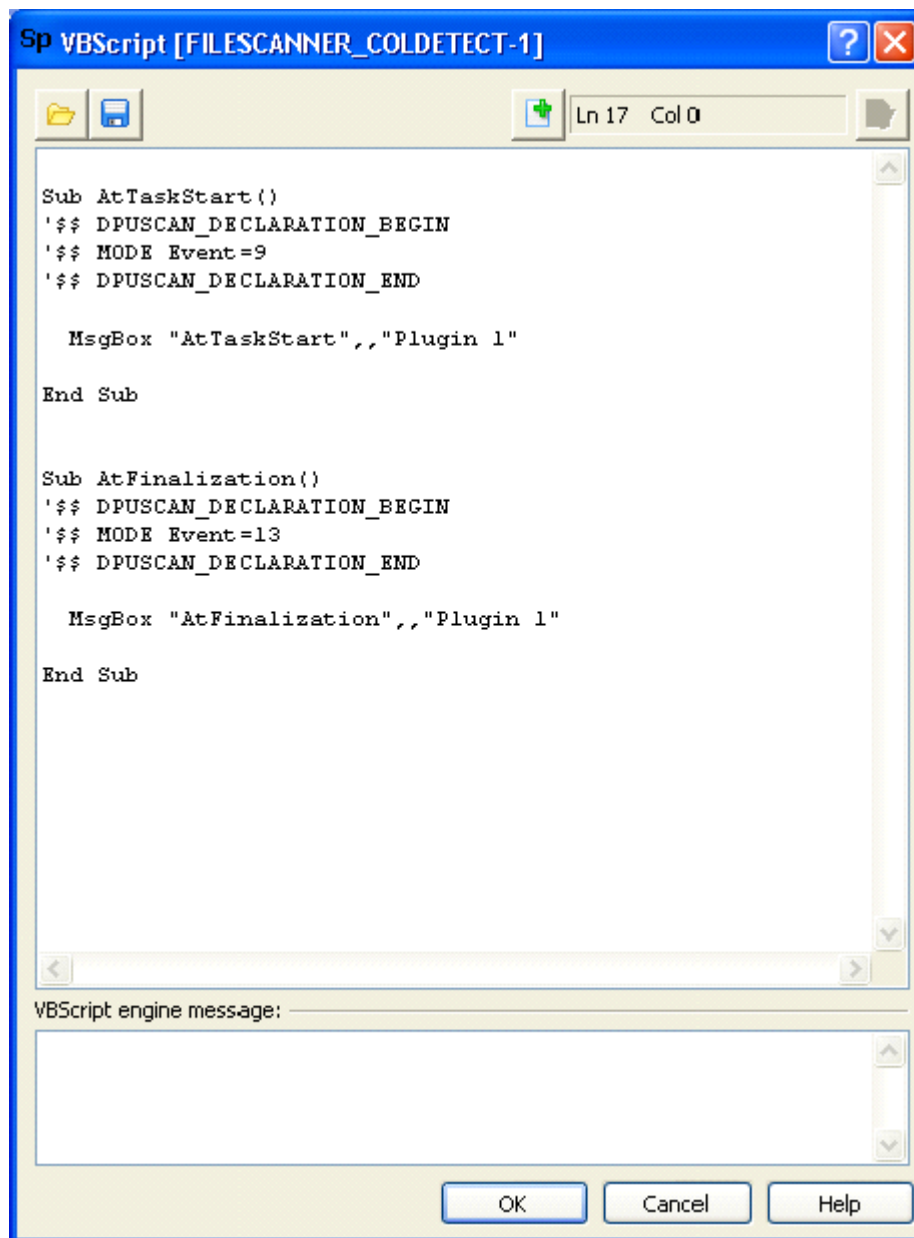 Sp VBScript [FILESCANNER_COLDETECT-1]
Ln 17 Col 0
Sub AtTaskStart()
'$$ DPUSCAN_DECLARATION_BEGIN
'$$ MODE Event=9
'$$ DPUSCAN_DECLARATION_END
MsgBox "AtTaskStart",,"Plugin 1"
End Sub
Sub AtFinalization()
'$$ DPUSCAN_DECLARATION_BEGIN
'$$ MODE Event=13
'$$ DPUSCAN_DECLARATION_END
MsgBox "AtFinalization",,"Plugin 1"
End Sub
VBScript engine message:
OK Cancel Help